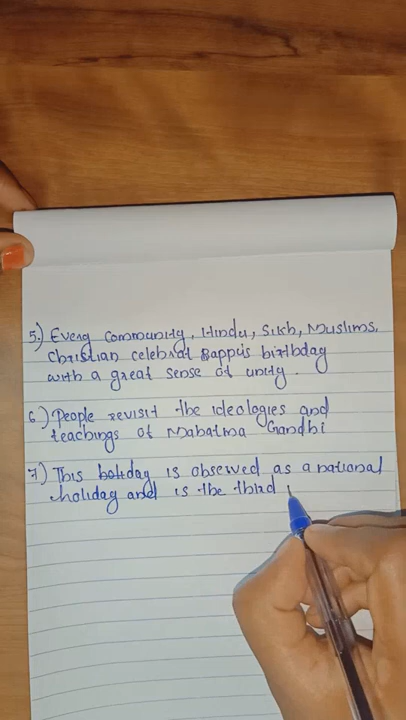 5.) Every community, Hindu, Sikh, Muslims,
Christian celebrat Bappu's birthday
with a great sense of unity.
6.) People revisit the ideologies and
teachings of Mahatma Gandhi
7.) This holiday is observed as a national
holiday and is the third